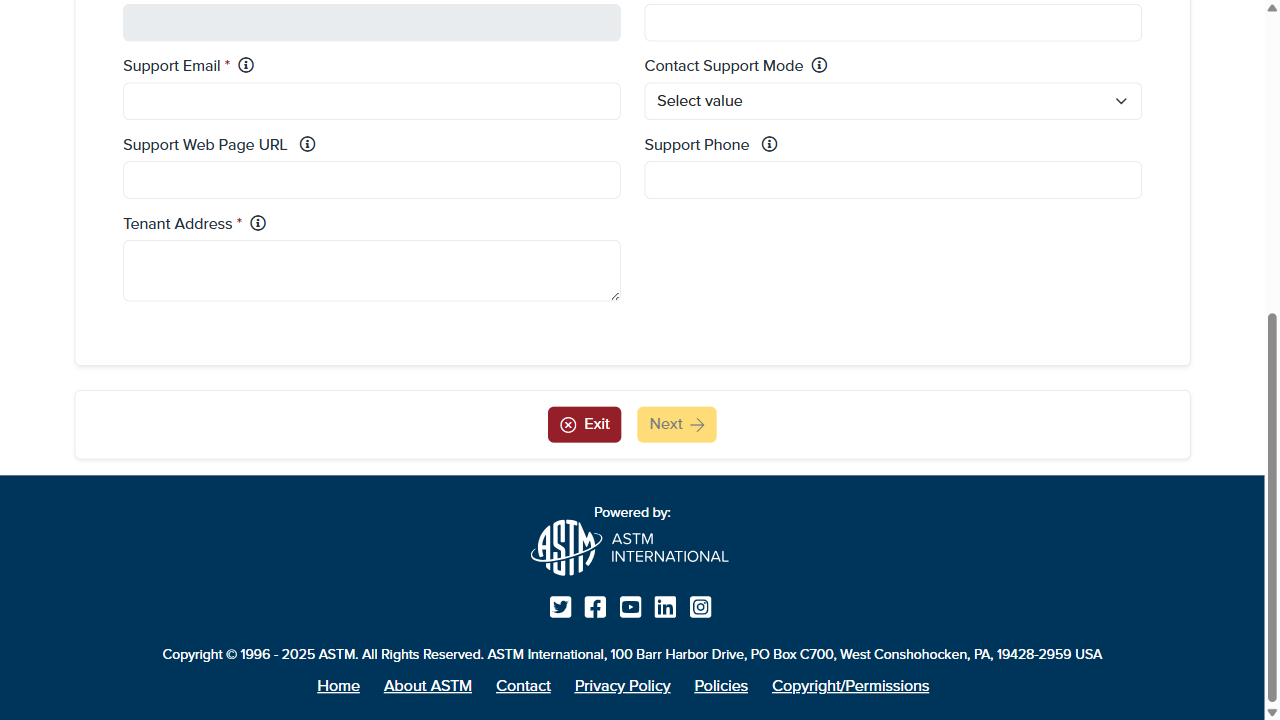 Support Email *
Contact Support Mode
Select value
Support Web Page URL
Support Phone
Tenant Address *
Exit
Next
Powered by:
ASTM
ASTM
INTERNATIONAL
Copyright © 1996 - 2025 ASTM. All Rights Reserved. ASTM International, 100 Barr Harbor Drive, PO Box C700, West Conshohocken, PA, 19428-2959 USA
Home About ASTM Contact Privacy Policy Policies Copyright/Permissions